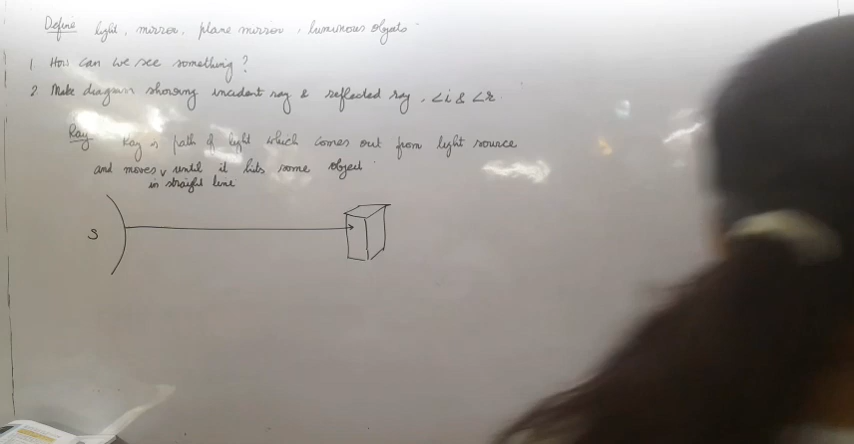 Define light, mirror, plane mirror, luminous objects
1. How can we see something?
2 Make diagram showing incident ray & reflected ray, ∠i & ∠r.
Ray Ray is path of light which comes out from light source
and moves in straight line until it hits some object
S